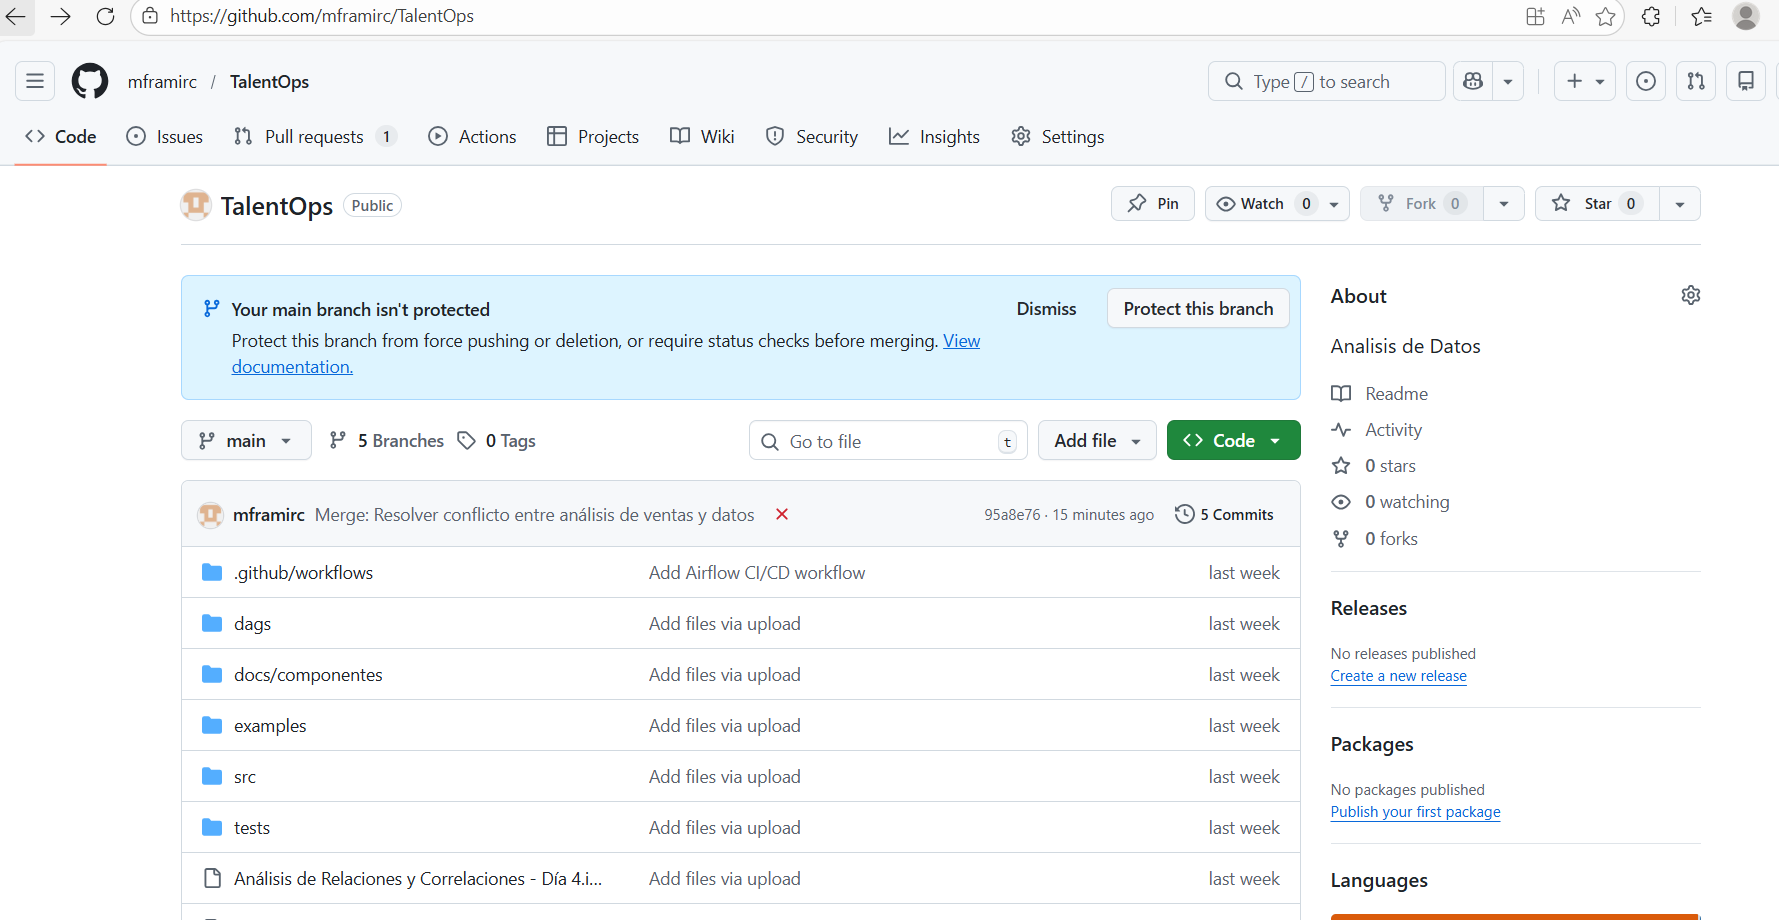 https://github.com/mframirc/TalentOps
mframirc / TalentOps
Type / to search
Code
Issues
Pull requests 1
Actions
Projects
Wiki
Security
Insights
Settings
TalentOps Public
Pin
Watch 0
Fork 0
Star 0
Your main branch isn't protected
Protect this branch from force pushing or deletion, or require status checks before merging. View
documentation.
Dismiss
Protect this branch
main
5 Branches
0 Tags
Go to file t
Add file
Code
mframirc Merge: Resolver conflicto entre análisis de ventas y datos
95a8e76 · 15 minutes ago
5 Commits
.github/workflows Add Airflow CI/CD workflow last week
dags Add files via upload last week
docs/componentes Add files via upload last week
examples Add files via upload last week
src Add files via upload last week
tests Add files via upload last week
Análisis de Relaciones y Correlaciones - Día 4.i... Add files via upload last week
About
Analisis de Datos
Readme
Activity
0 stars
0 watching
0 forks
Releases
No releases published
Create a new release
Packages
No packages published
Publish your first package
Languages